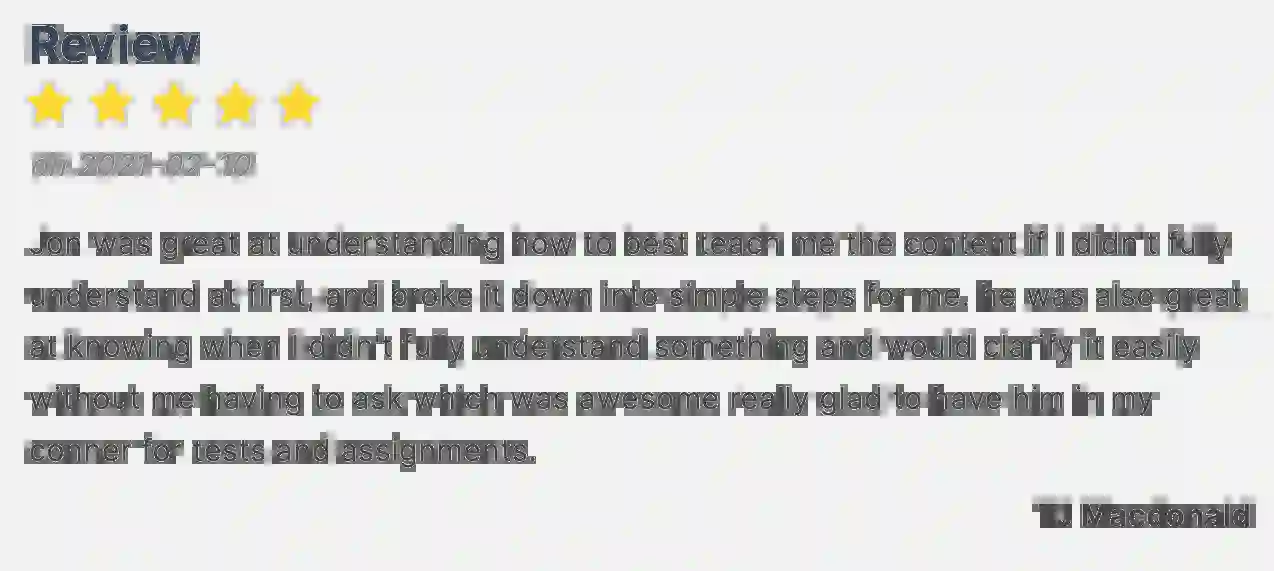 Review
on 2021-03-10
Jon was great at understanding how to best teach me the content if I didn't fully
understand at first, and broke it down into simple steps for me. he was also great
at knowing when I didn't fully understand something and would clarify it easily
without me having to ask which was awesome really glad to have him in my
conner for tests and assignments.
TJ Macdonald